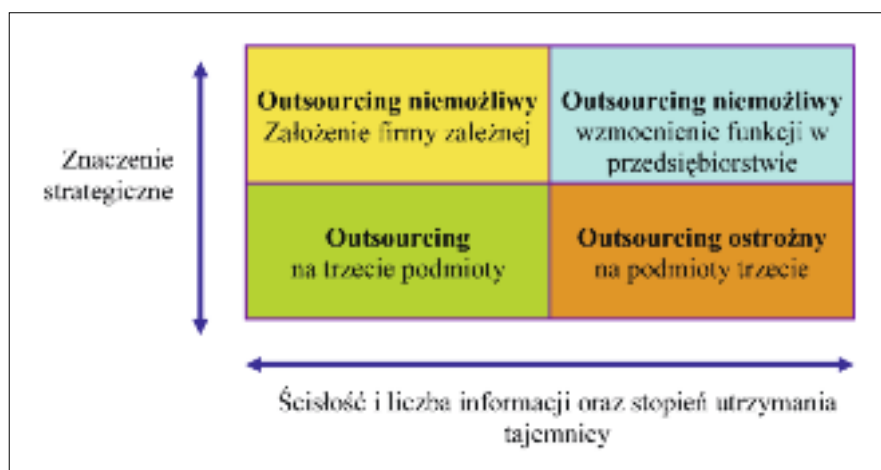 Outsourcing niemożliwy
Założenie firmy zależnej
Outsourcing niemożliwy
wzmocnienie funkcji w
przedsiębiorstwie
Znaczenie
strategiczne
Outsourcing
na trzecie podmioty
Outsourcing ostrożny
na podmioty trzecie
Ścisłość i liczba informacji oraz stopień utrzymania
tajemnicy